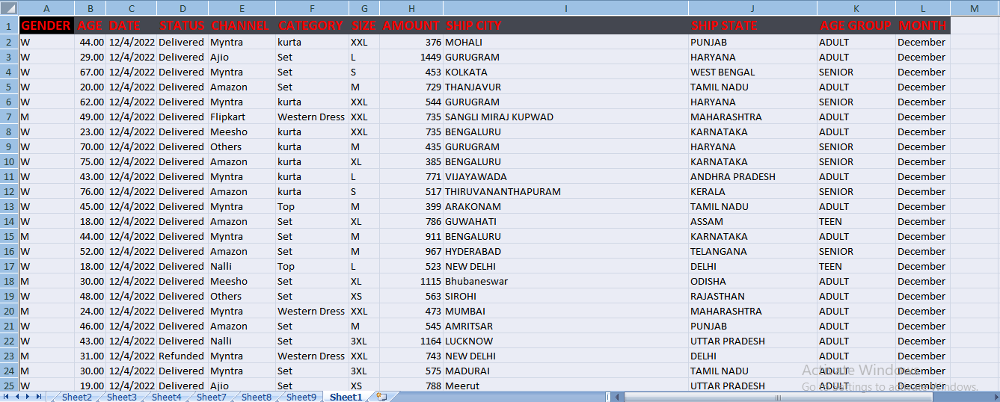 A B C D E F G H I J K L M
1 GENDER AGE DATE STATUS CHANNEL CATEGORY SIZE AMOUNT SHIP CITY SHIP STATE AGE GROUP MONTH
2 W 44.00 12/4/2022 Delivered Myntra kurta XXL 376 MOHALI PUNJAB ADULT December
3 W 29.00 12/4/2022 Delivered Ajio Set L 1449 GURUGRAM HARYANA ADULT December
4 W 67.00 12/4/2022 Delivered Myntra Set S 453 KOLKATA WEST BENGAL SENIOR December
5 W 20.00 12/4/2022 Delivered Amazon Set M 729 THANJAVUR TAMIL NADU ADULT December
6 W 62.00 12/4/2022 Delivered Myntra kurta XXL 544 GURUGRAM HARYANA SENIOR December
7 M 49.00 12/4/2022 Delivered Flipkart Western Dress XXL 735 SANGLI MIRAJ KUPWAD MAHARASHTRA ADULT December
8 W 23.00 12/4/2022 Delivered Meesho kurta XXL 735 BENGALURU KARNATAKA ADULT December
9 W 70.00 12/4/2022 Delivered Others kurta M 435 GURUGRAM HARYANA SENIOR December
10 W 75.00 12/4/2022 Delivered Amazon kurta XL 385 BENGALURU KARNATAKA SENIOR December
11 W 43.00 12/4/2022 Delivered Myntra kurta L 771 VIJAYAWADA ANDHRA PRADESH ADULT December
12 W 76.00 12/4/2022 Delivered Amazon kurta S 517 THIRUVANANTHAPURAM KERALA SENIOR December
13 W 45.00 12/4/2022 Delivered Myntra Top M 399 ARAKONAM TAMIL NADU ADULT December
14 W 18.00 12/4/2022 Delivered Amazon Set XL 786 GUWAHATI ASSAM TEEN December
15 M 44.00 12/4/2022 Delivered Myntra Set M 911 BENGALURU KARNATAKA ADULT December
16 W 52.00 12/4/2022 Delivered Amazon Set M 967 HYDERABAD TELANGANA SENIOR December
17 W 18.00 12/4/2022 Delivered Nalli Top L 523 NEW DELHI DELHI TEEN December
18 M 30.00 12/4/2022 Delivered Meesho Set XL 1115 Bhubaneswar ODISHA ADULT December
19 W 48.00 12/4/2022 Delivered Others Set XS 563 SIROHI RAJASTHAN ADULT December
20 M 24.00 12/4/2022 Delivered Myntra Western Dress XXL 473 MUMBAI MAHARASHTRA ADULT December
21 W 46.00 12/4/2022 Delivered Amazon Set M 545 AMRITSAR PUNJAB ADULT December
22 W 43.00 12/4/2022 Delivered Nalli Set 3XL 1164 LUCKNOW UTTAR PRADESH ADULT December
23 M 31.00 12/4/2022 Refunded Myntra Western Dress XXL 743 NEW DELHI DELHI ADULT December
24 M 30.00 12/4/2022 Delivered Myntra Set 3XL 575 MADURAI TAMIL NADU ADULT December
Activate Windows
25 W 19.00 12/4/2022 Delivered Ajio Set XS 788 Meerut UTTAR PRADESH ADULT December
Go to Settings to activate Windows.
Sheet2 Sheet3 Sheet4 Sheet7 Sheet8 Sheet9 Sheet1